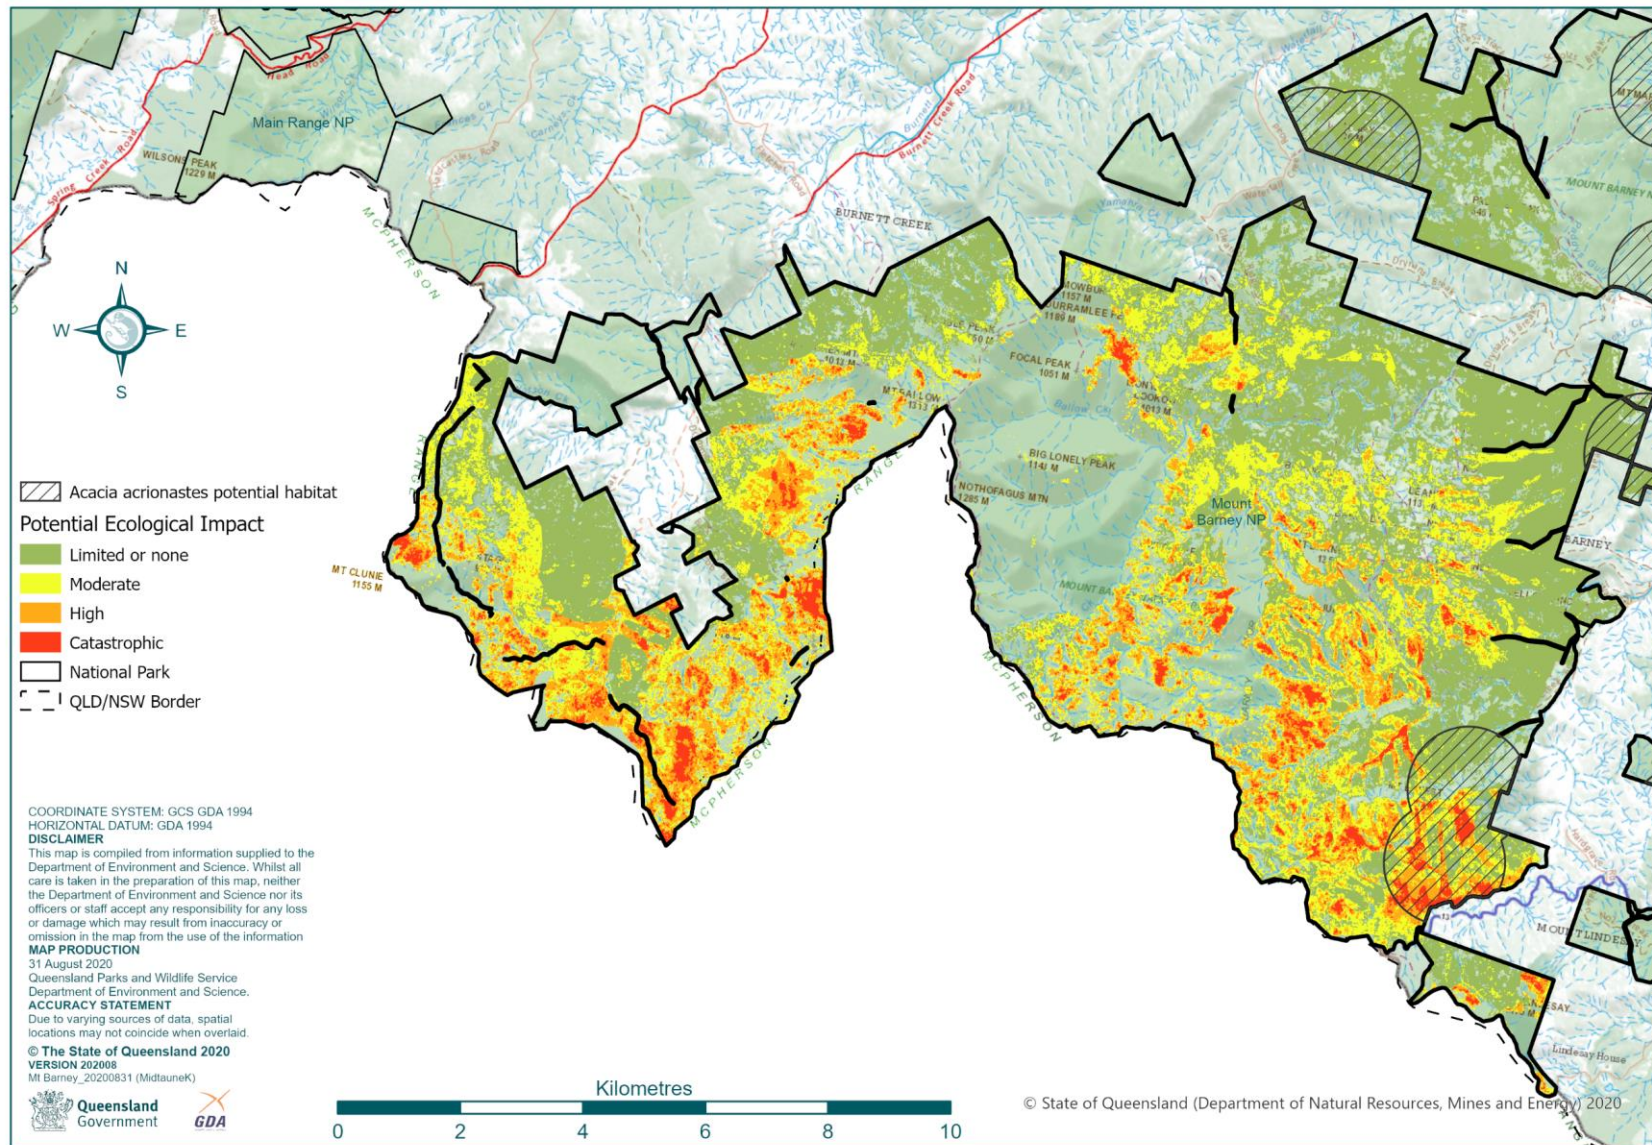 Head Road
Main Range NP
WILSONS PEAK
1229 M
Spring Creek Road
MCPHERSON
RANGE
BURNETT CREEK
Burnett Creek Road
N
W
E
S
FOCAL PEAK
1051 M
1157 M
1189 M
BIG LONELY PEAK
NOTHOFAGUS MTN
1285 M
RANGE
Mount
Barney NP
BARNEY
MT CLUNIE
1155 M
MCPHERSON
MCPHERSON
Lindesay House
Acacia acrionastes potential habitat
Potential Ecological Impact
Limited or none
Moderate
High
Catastrophic
National Park
QLD/NSW Border
COORDINATE SYSTEM: GCS GDA 1994
HORIZONTAL DATUM: GDA 1994
DISCLAIMER
This map is compiled from information supplied to the
Department of Environment and Science. Whilst all
care is taken in the preparation of this map, neither
the Department of Environment and Science nor its
officers or staff accept any responsibility for any loss
or damage which may result from inaccuracy or
omission in the map from the use of the information
MAP PRODUCTION
31 August 2020
Queensland Parks and Wildlife Service
Department of Environment and Science.
ACCURACY STATEMENT
Due to varying sources of data, spatial
locations may not coincide when overlaid.
© The State of Queensland 2020
VERSION 202008
Mt Barney_20200831 (MidtauneK)
Queensland
Government
GDA
Kilometres
0 2 4 6 8 10
© State of Queensland (Department of Natural Resources, Mines and Energy) 2020